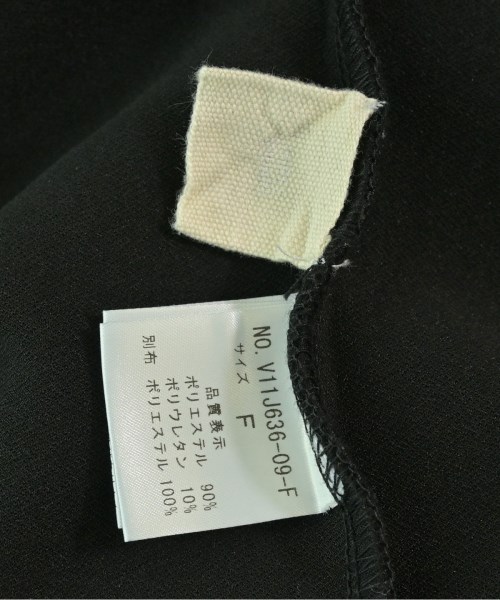 NO. V11J636-09-F
サイズ F
品質表示
ポリエステル 90%
ポリウレタン 10%
別布 ポリエステル 100%